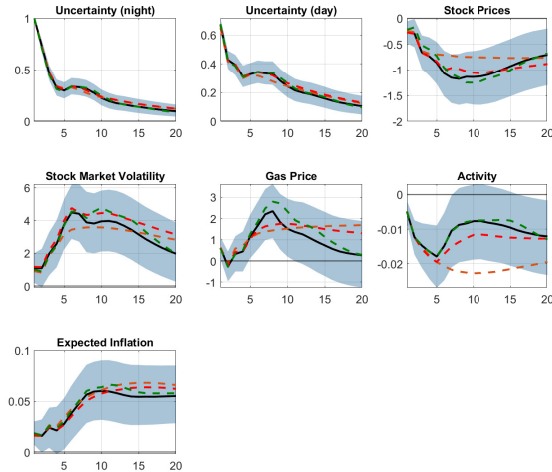 Uncertainty (night)
1
0.5
0
5 10 15 20
Uncertainty (day)
0.6
0.4
0.2
0
5 10 15 20
Stock Prices
0
-0.5
-1
-1.5
-2
5 10 15 20
Stock Market Volatility
6
4
2
0
5 10 15 20
Gas Price
3
2
1
0
-1
5 10 15 20
Activity
0
-0.01
-0.02
5 10 15 20
Expected Inflation
0.1
0.05
0
5 10 15 20